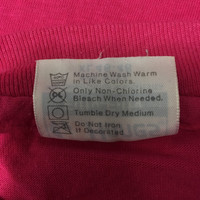 Machine Wash Warm
in Like Colors.
Only Non-Chlorine
Bleach When Needed.
Tumble Dry Medium
Do Not Iron
If Decorated